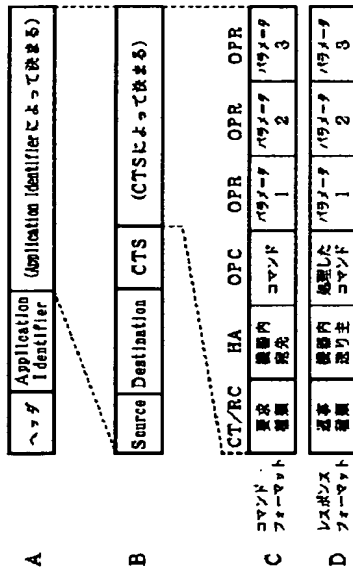 A
ヘッダ
Application
Identifier
(Application Identifierによって決まる)
B
Source
Destination
CTS
(CTSによって決まる)
CT/RC
HA
OPC
OPR
OPR
OPR
C
コマンド
フォーマット
要求
種類
機器内
宛先
コマンド
パラメータ
1
パラメータ
2
パラメータ
3
D
レスポンス
フォーマット
返事
種類
機器内
送り主
処理した
コマンド
パラメータ
1
パラメータ
2
パラメータ
3